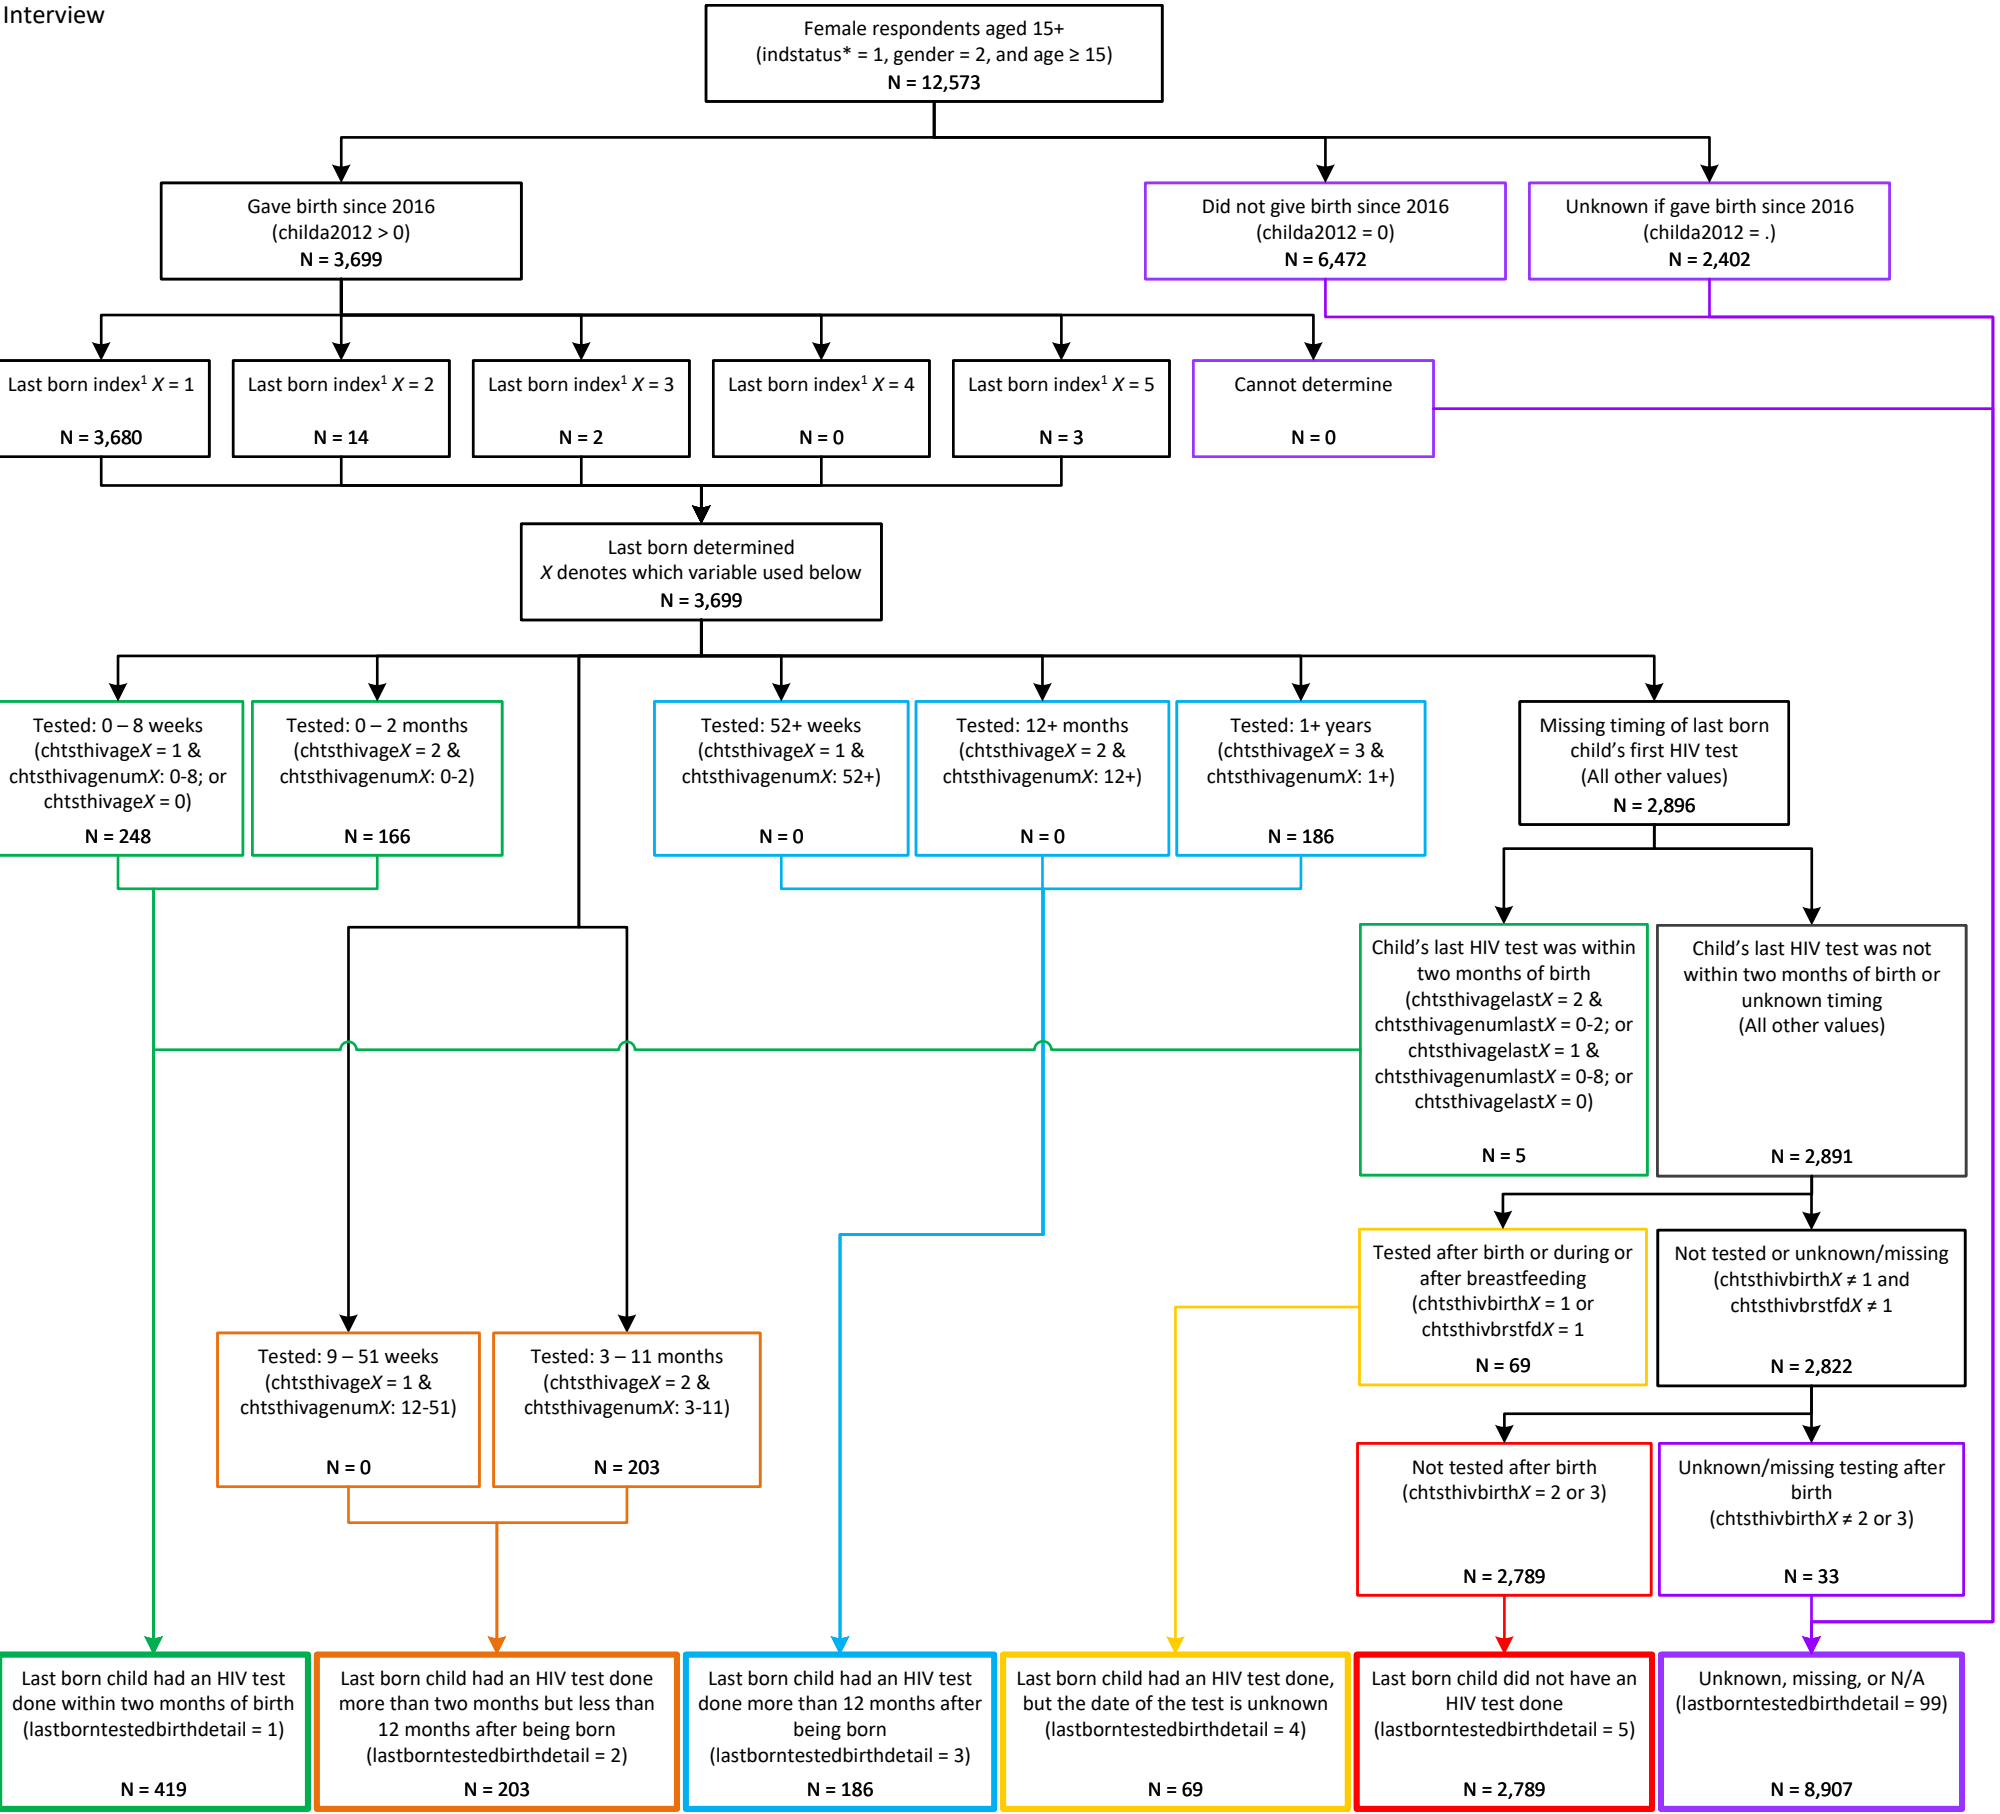 Interview
Female respondents aged 15+
(indstatus* = 1, gender = 2, and age ≥ 15)
N = 12,573
Gave birth since 2016
(childa2012 > 0)
N = 3,699
Did not give birth since 2016
(childa2012 = 0)
N = 6,472
Unknown if gave birth since 2016
(childa2012 = .)
N = 2,402
Last born index¹ X = 1
N = 3,680
Last born index¹ X = 2
N = 14
Last born index¹ X = 3
N = 2
Last born index¹ X = 4
N = 0
Last born index¹ X = 5
N = 3
Cannot determine
N = 0
Last born determined
X denotes which variable used below
N = 3,699
Tested: 0 – 8 weeks
(chtsthivageX = 1 &
chtsthivagenumX: 0-8; or
chtsthivageX = 0)
N = 248
Tested: 0 – 2 months
(chtsthivageX = 2 &
chtsthivagenumX: 0-2)
N = 166
Tested: 52+ weeks
(chtsthivageX = 1 &
chtsthivagenumX: 52+)
N = 0
Tested: 12+ months
(chtsthivageX = 2 &
chtsthivagenumX: 12+)
N = 0
Tested: 1+ years
(chtsthivageX = 3 &
chtsthivagenumX: 1+)
N = 186
Missing timing of last born
child’s first HIV test
(All other values)
N = 2,896
Child’s last HIV test was within
two months of birth
(chtsthivagelastX = 2 &
chtsthivagenumlastX = 0-2; or
chtsthivagelastX = 1 &
chtsthivagenumlastX = 0-8; or
chtsthivagelastX = 0)
N = 5
Child’s last HIV test was not
within two months of birth or
unknown timing
(All other values)
N = 2,891
Tested after birth or during or
after breastfeeding
(chtsthivbirthX = 1 or
chtsthivbrstfdX = 1
N = 69
Not tested or unknown/missing
(chtsthivbirthX ≠ 1 and
chtsthivbrstfdX ≠ 1
N = 2,822
Tested: 9 – 51 weeks
(chtsthivageX = 1 &
chtsthivagenumX: 12-51)
N = 0
Tested: 3 – 11 months
(chtsthivageX = 2 &
chtsthivagenumX: 3-11)
N = 203
Not tested after birth
(chtsthivbirthX = 2 or 3)
N = 2,789
Unknown/missing testing after
birth
(chtsthivbirthX ≠ 2 or 3)
N = 33
Last born child had an HIV test
done within two months of birth
(lastborntestedbirthdetail = 1)
N = 419
Last born child had an HIV test done
more than two months but less than
12 months after being born
(lastborntestedbirthdetail = 2)
N = 203
Last born child had an HIV test
done more than 12 months after
being born
(lastborntestedbirthdetail = 3)
N = 186
Last born child had an HIV test done,
but the date of the test is unknown
(lastborntestedbirthdetail = 4)
N = 69
Last born child did not have an
HIV test done
(lastborntestedbirthdetail = 5)
N = 2,789
Unknown, missing, or N/A
(lastborntestedbirthdetail = 99)
N = 8,907